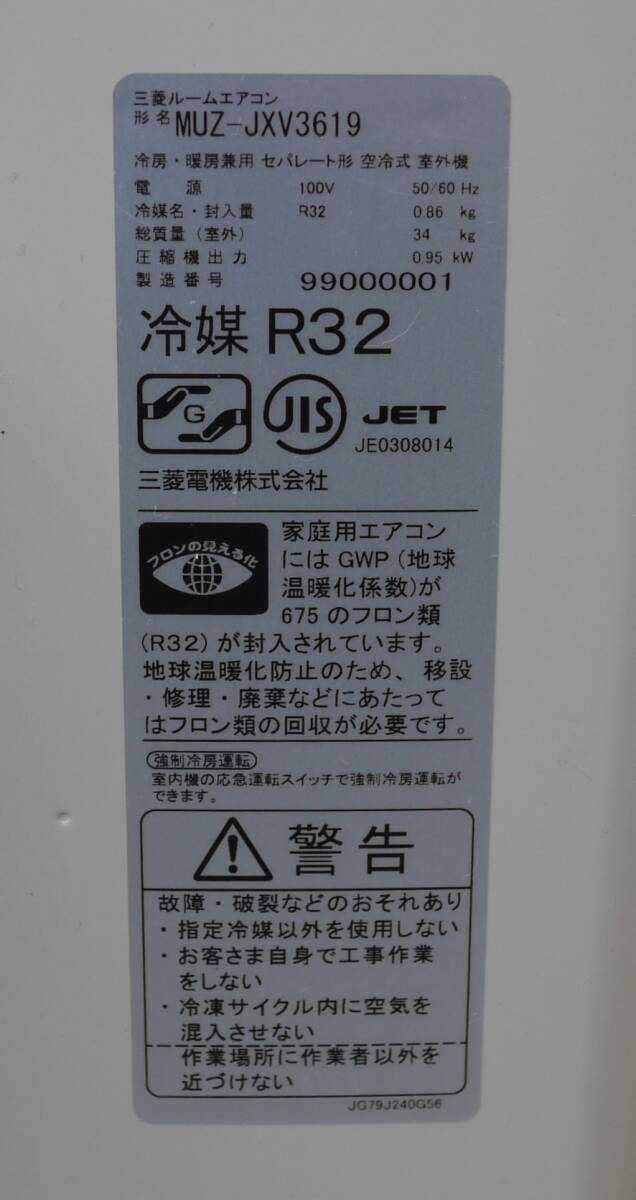 三菱ルームエアコン
形名 MUZ-JXV3619
冷房・暖房兼用 セパレート形 空冷式 室外機
電源 100V 50/60 Hz
冷媒名・封入量 R32 0.86 kg
総質量(室外) 34 kg
圧縮機出力 0.95 kW
製造番号 99000001
冷媒 R32
G JIS JET
JE0308014
三菱電機株式会社
フロンの見える化
家庭用エアコン
にはGWP(地球
温暖化係数)が
675のフロン類
(R32)が封入されています。
地球温暖化防止のため、移設
・修理・廃棄などにあたって
はフロン類の回収が必要です。
強制冷房運転
室内機の応急運転スイッチで強制冷房運転が
できます。
警告
故障・破裂などのおそれあり
・指定冷媒以外を使用しない
・お客さま自身で工事作業
をしない
・冷凍サイクル内に空気を
混入させない
作業場所に作業者以外を
近づけない
JG79J240G56